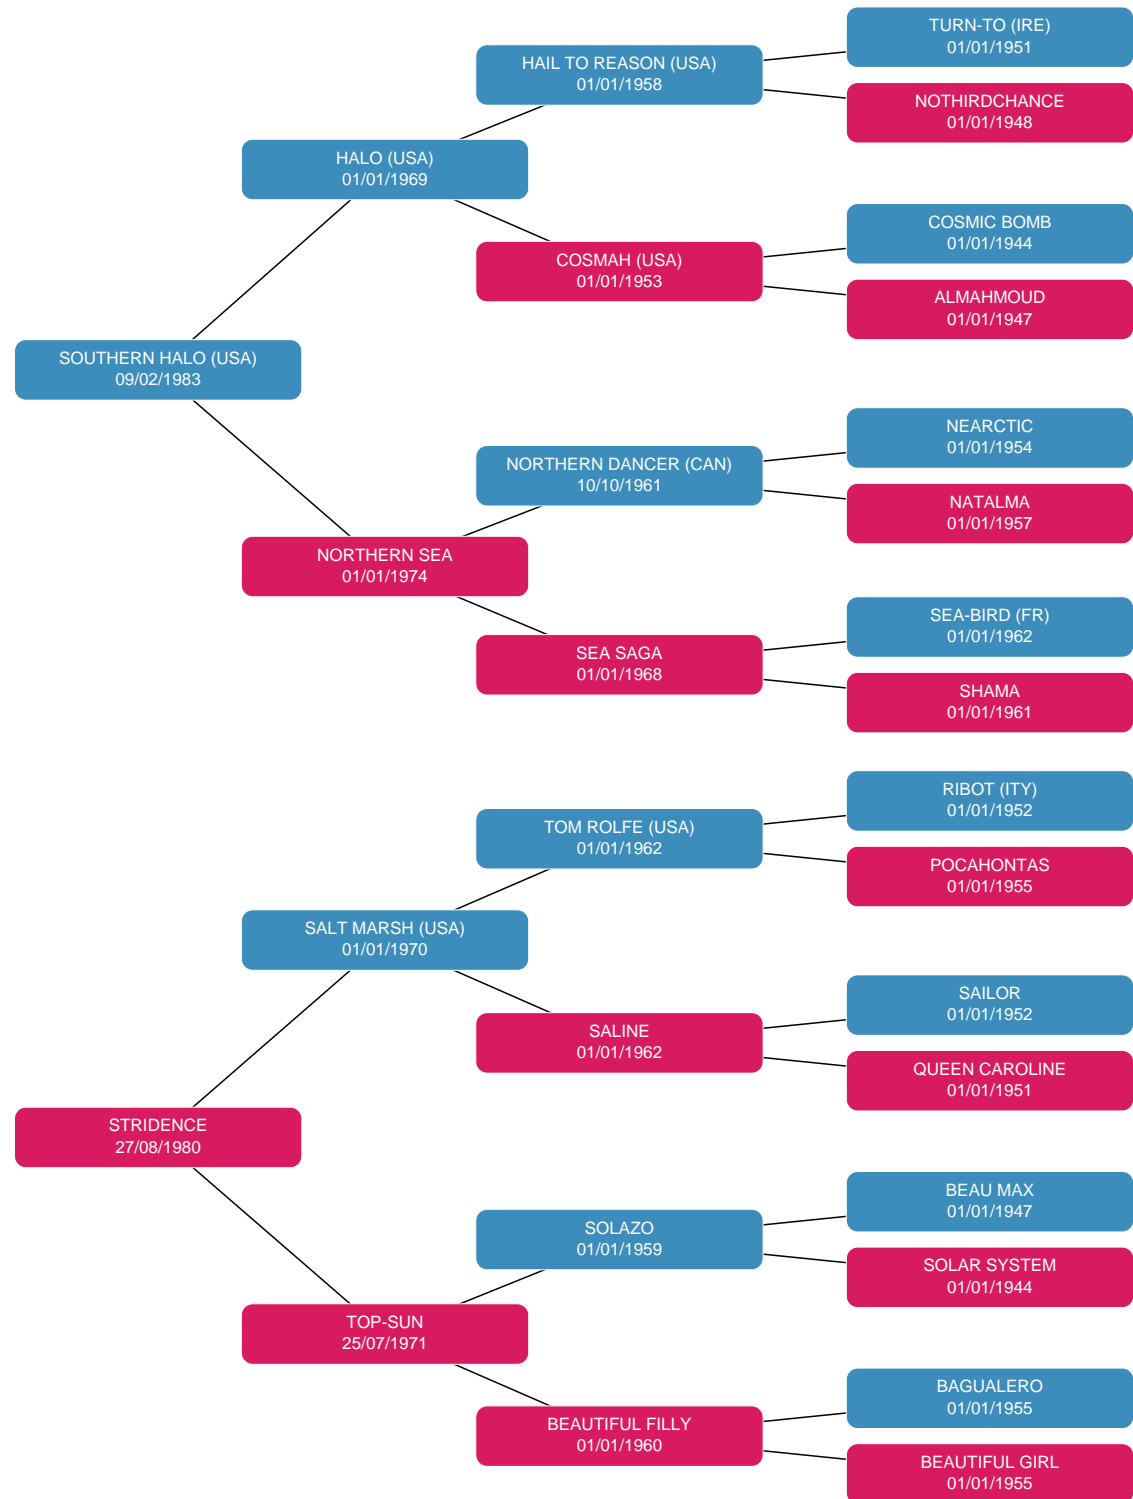 TURN-TO (IRE)
01/01/1951
HAIL TO REASON (USA)
01/01/1958
NOTHIRDCHANCE
01/01/1948
HALO (USA)
01/01/1969
COSMIC BOMB
01/01/1944
COSMAH (USA)
01/01/1953
ALMAHMOUD
01/01/1947
SOUTHERN HALO (USA)
09/02/1983
NEARCTIC
01/01/1954
NORTHERN DANCER (CAN)
10/10/1961
NATALMA
01/01/1957
NORTHERN SEA
01/01/1974
SEA-BIRD (FR)
01/01/1962
SEA SAGA
01/01/1968
SHAMA
01/01/1961
RIBOT (ITY)
01/01/1952
TOM ROLFE (USA)
01/01/1962
POCAHONTAS
01/01/1955
SALT MARSH (USA)
01/01/1970
SAILOR
01/01/1952
SALINE
01/01/1962
QUEEN CAROLINE
01/01/1951
STRIDENCE
27/08/1980
BEAU MAX
01/01/1947
SOLAZO
01/01/1959
SOLAR SYSTEM
01/01/1944
TOP-SUN
25/07/1971
BAGUALERO
01/01/1955
BEAUTIFUL FILLY
01/01/1960
BEAUTIFUL GIRL
01/01/1955